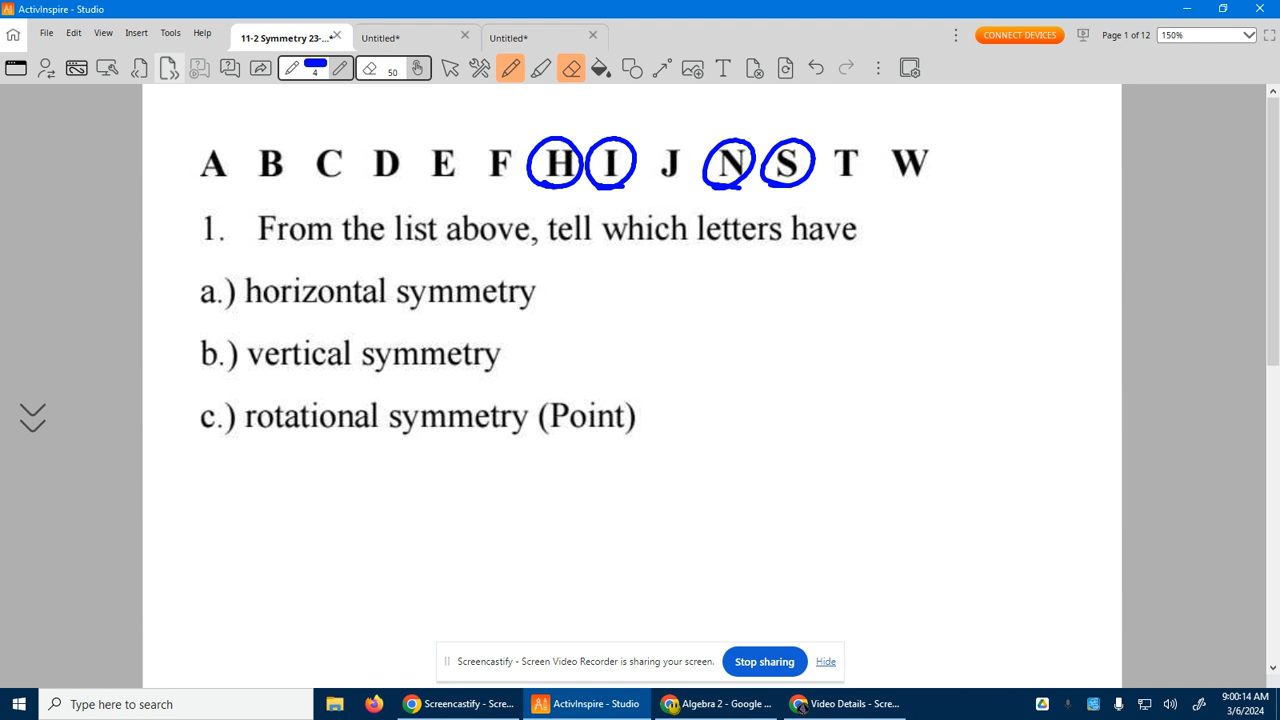 ActivInspire - Studio
File Edit View Insert Tools Help
11-2 Symmetry 23-...*
Untitled*
Untitled*
CONNECT DEVICES
Page 1 of 12
150%
4
50
A B C D E F H I J N S T W
1. From the list above, tell which letters have
a.) horizontal symmetry
b.) vertical symmetry
c.) rotational symmetry (Point)
Screencastify - Screen Video Recorder is sharing your screen.
Stop sharing
Hide
Type here to search
Screencastify - Scre...
ActivInspire - Studio
Algebra 2 - Google ...
Video Details - Scre...
9:00:14 AM
3/6/2024